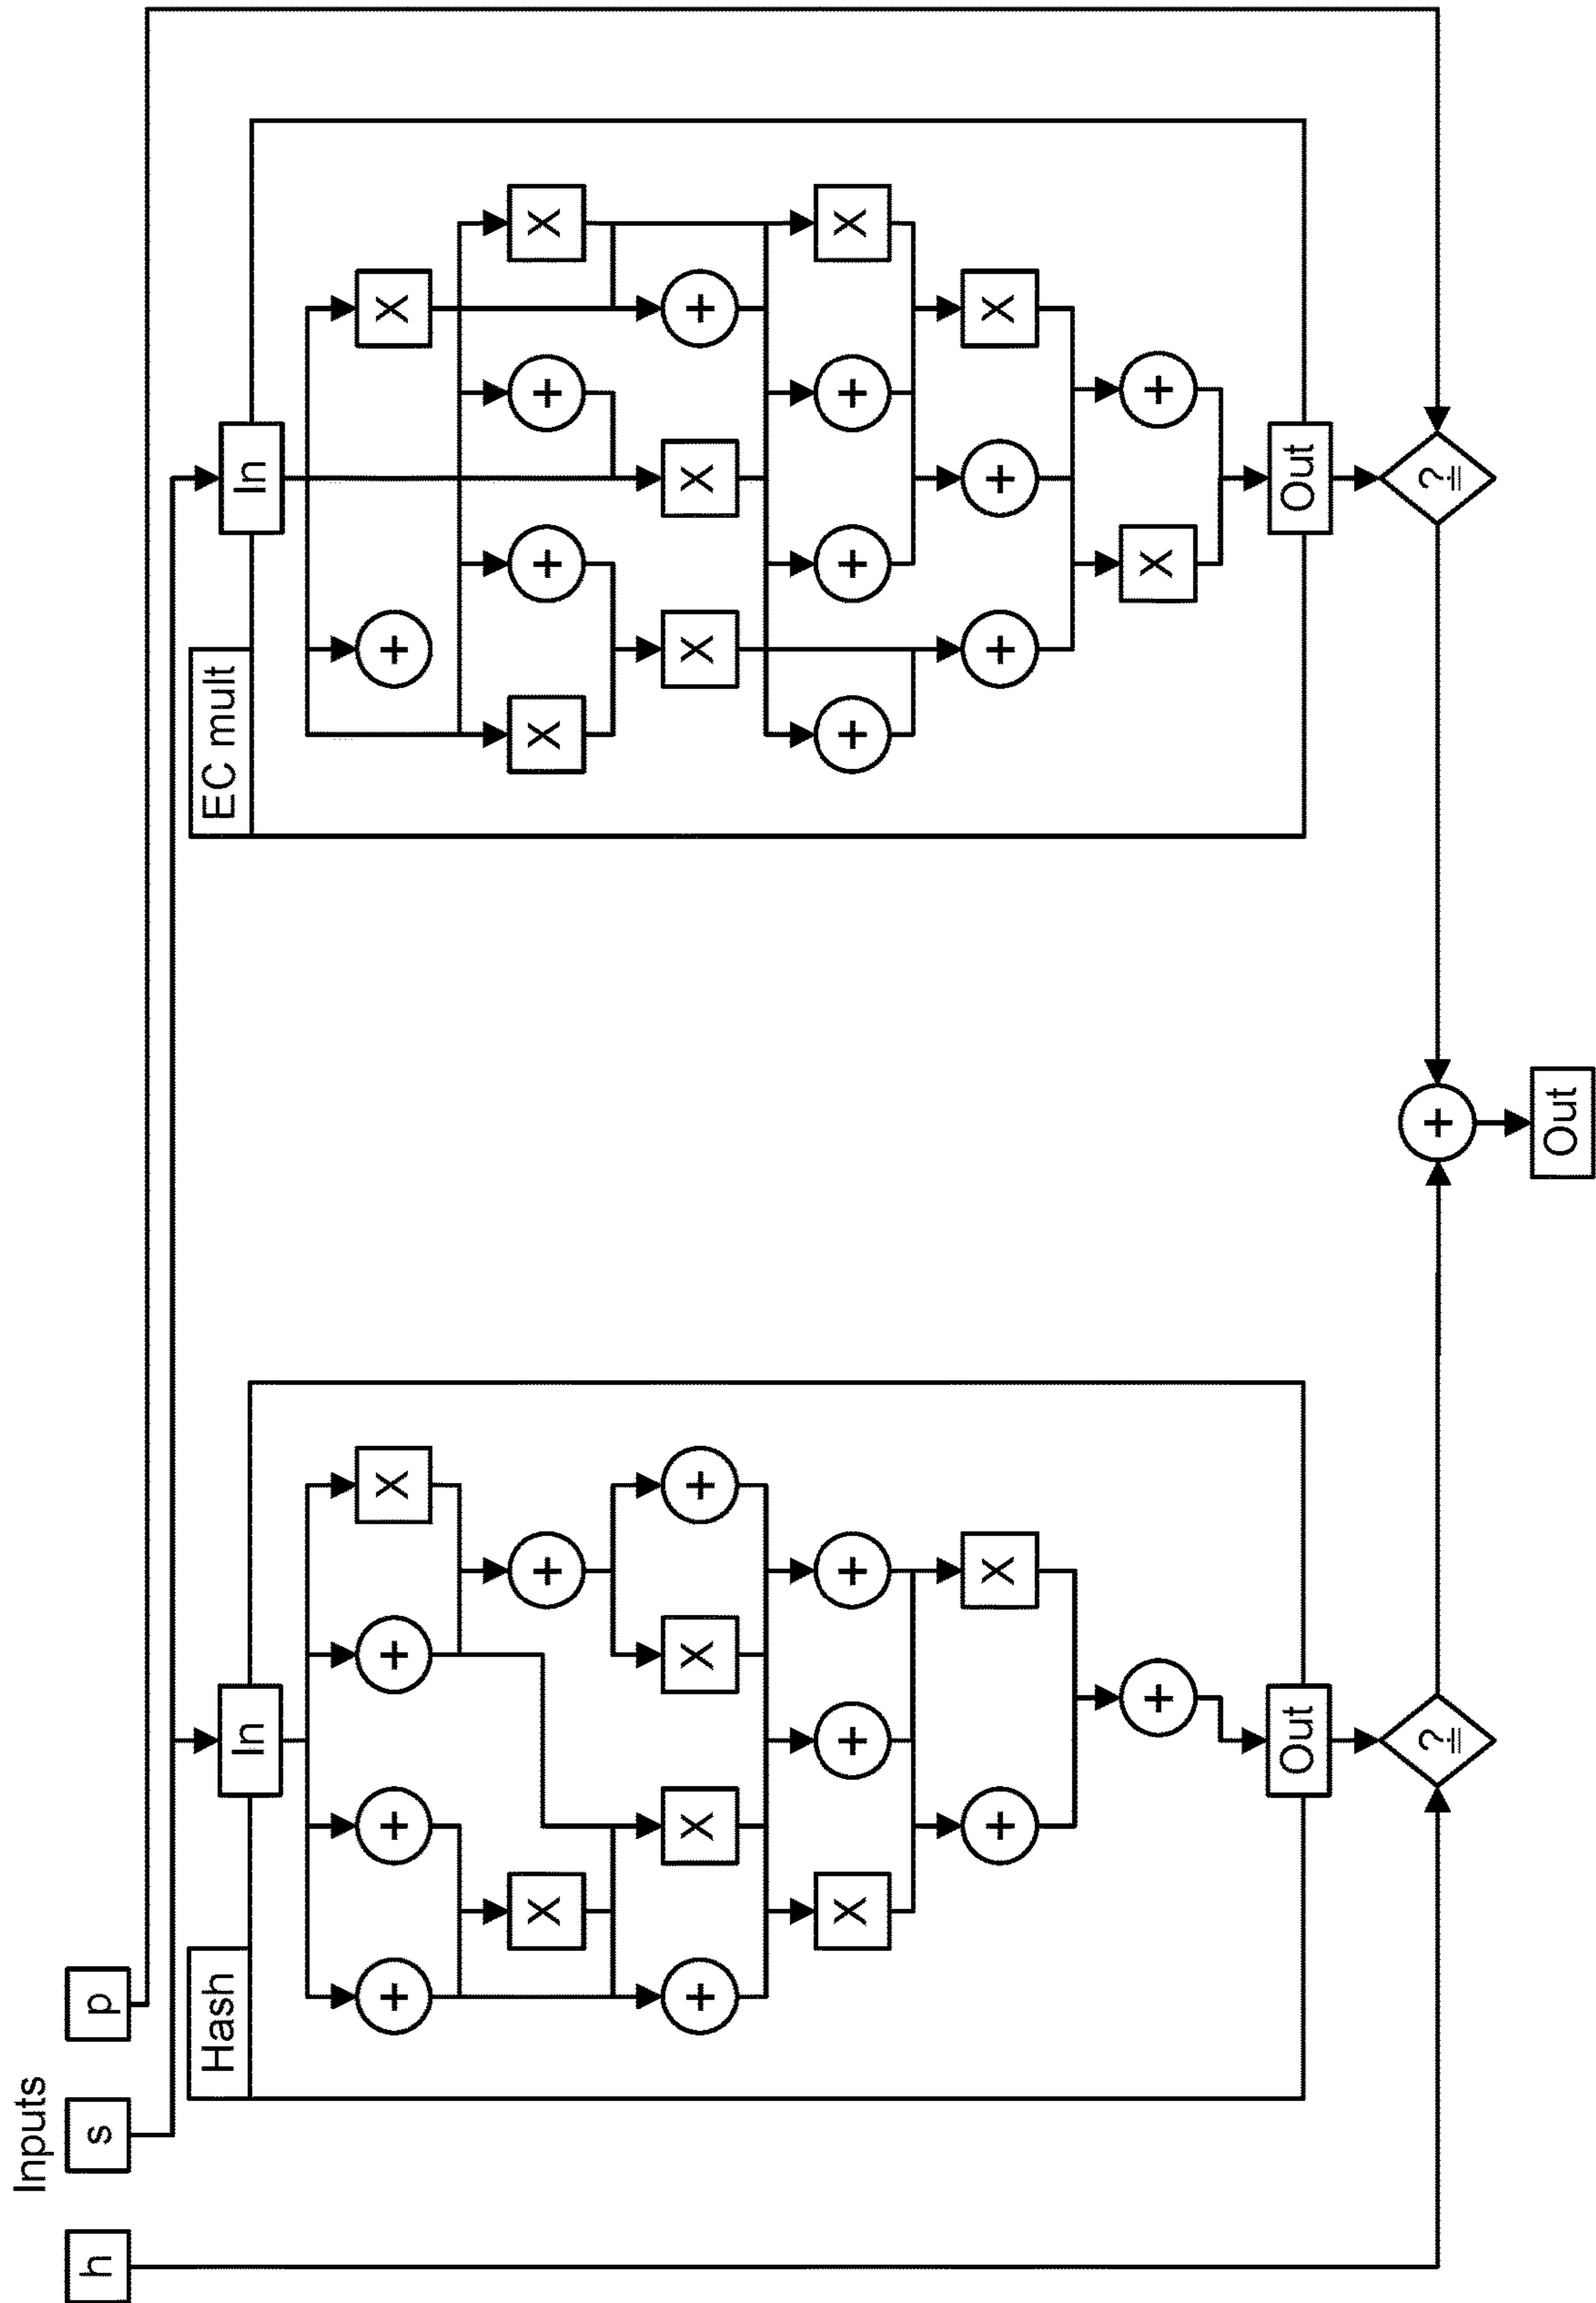 Inputs
h s p
Hash EC mult
In In
+ + + X + X
X + X + + X
+ X X + X X +
X + + + + + X
+ X + + X
+ X +
Out Out
≟ + ≟
Out